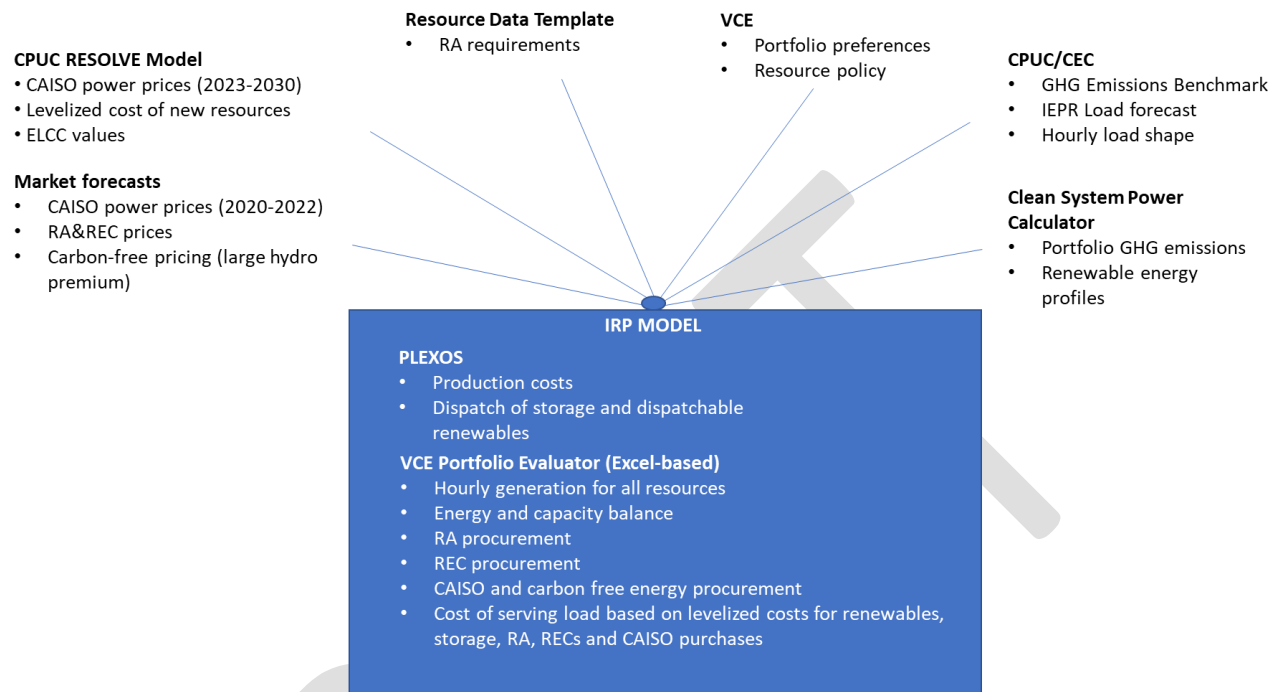 Resource Data Template
• RA requirements
VCE
• Portfolio preferences
• Resource policy
CPUC RESOLVE Model
• CAISO power prices (2023-2030)
• Levelized cost of new resources
• ELCC values
Market forecasts
• CAISO power prices (2020-2022)
• RA&REC prices
• Carbon-free pricing (large hydro
premium)
CPUC/CEC
• GHG Emissions Benchmark
• IEPR Load forecast
• Hourly load shape
Clean System Power
Calculator
• Portfolio GHG emissions
• Renewable energy
profiles
IRP MODEL
PLEXOS
• Production costs
• Dispatch of storage and dispatchable
renewables
VCE Portfolio Evaluator (Excel-based)
• Hourly generation for all resources
• Energy and capacity balance
• RA procurement
• REC procurement
• CAISO and carbon free energy procurement
• Cost of serving load based on levelized costs for renewables,
storage, RA, RECs and CAISO purchases